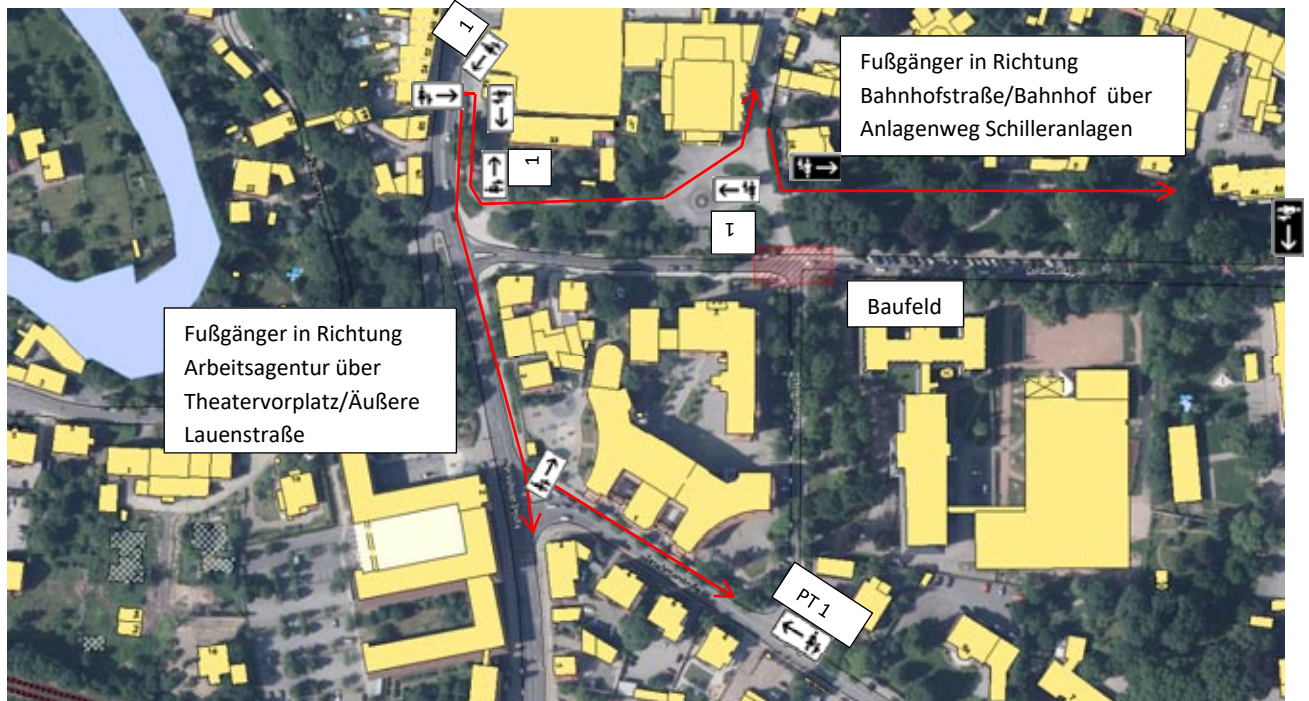 1
Fußgänger in Richtung
Bahnhofstraße/Bahnhof über
Anlagenweg Schilleranlagen
1
1
Baufeld
Fußgänger in Richtung
Arbeitsagentur über
Theatervorplatz/Äußere
Lauenstraße
PT 1